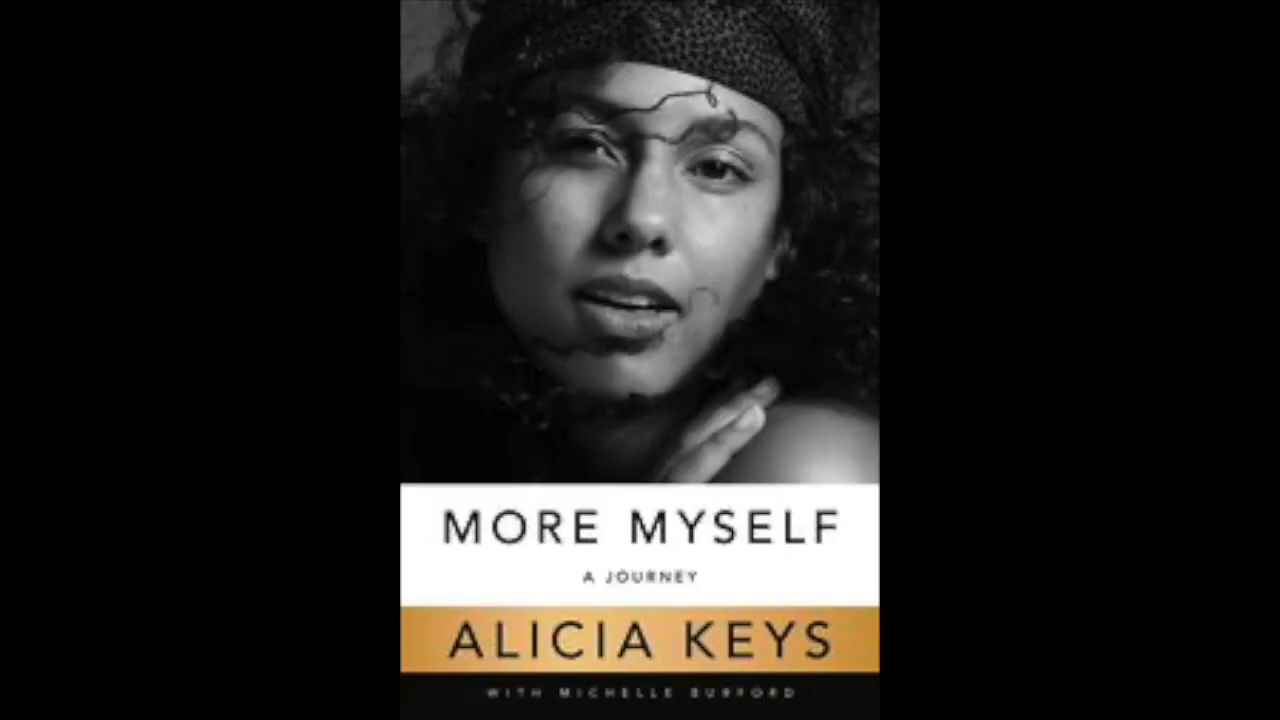 MORE MYSELF
A JOURNEY
ALICIA KEYS
WITH MICHELLE BURFORD